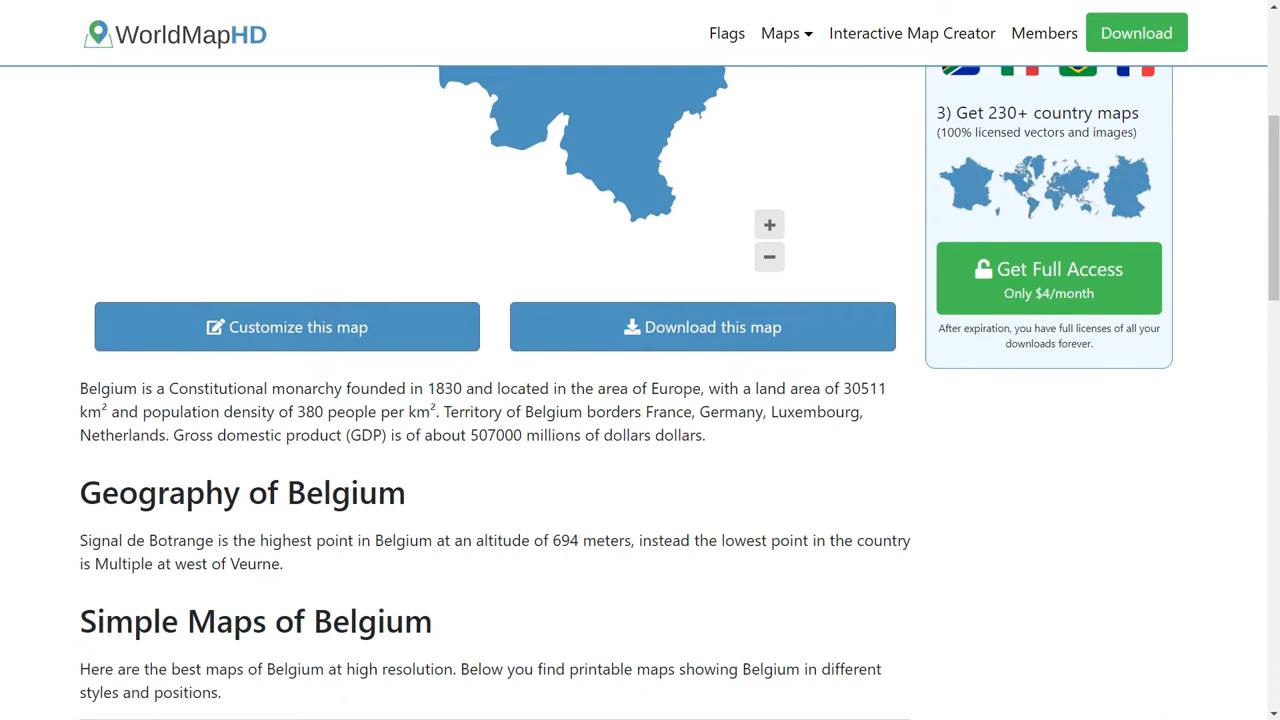 WorldMapHD
Flags Maps Interactive Map Creator Members Download
3) Get 230+ country maps
(100% licensed vectors and images)
+
−
Get Full Access
Only $4/month
After expiration, you have full licenses of all your
downloads forever.
Customize this map
Download this map
Belgium is a Constitutional monarchy founded in 1830 and located in the area of Europe, with a land area of 30511
km² and population density of 380 people per km². Territory of Belgium borders France, Germany, Luxembourg,
Netherlands. Gross domestic product (GDP) is of about 507000 millions of dollars dollars.
Geography of Belgium
Signal de Botrange is the highest point in Belgium at an altitude of 694 meters, instead the lowest point in the country
is Multiple at west of Veurne.
Simple Maps of Belgium
Here are the best maps of Belgium at high resolution. Below you find printable maps showing Belgium in different
styles and positions.